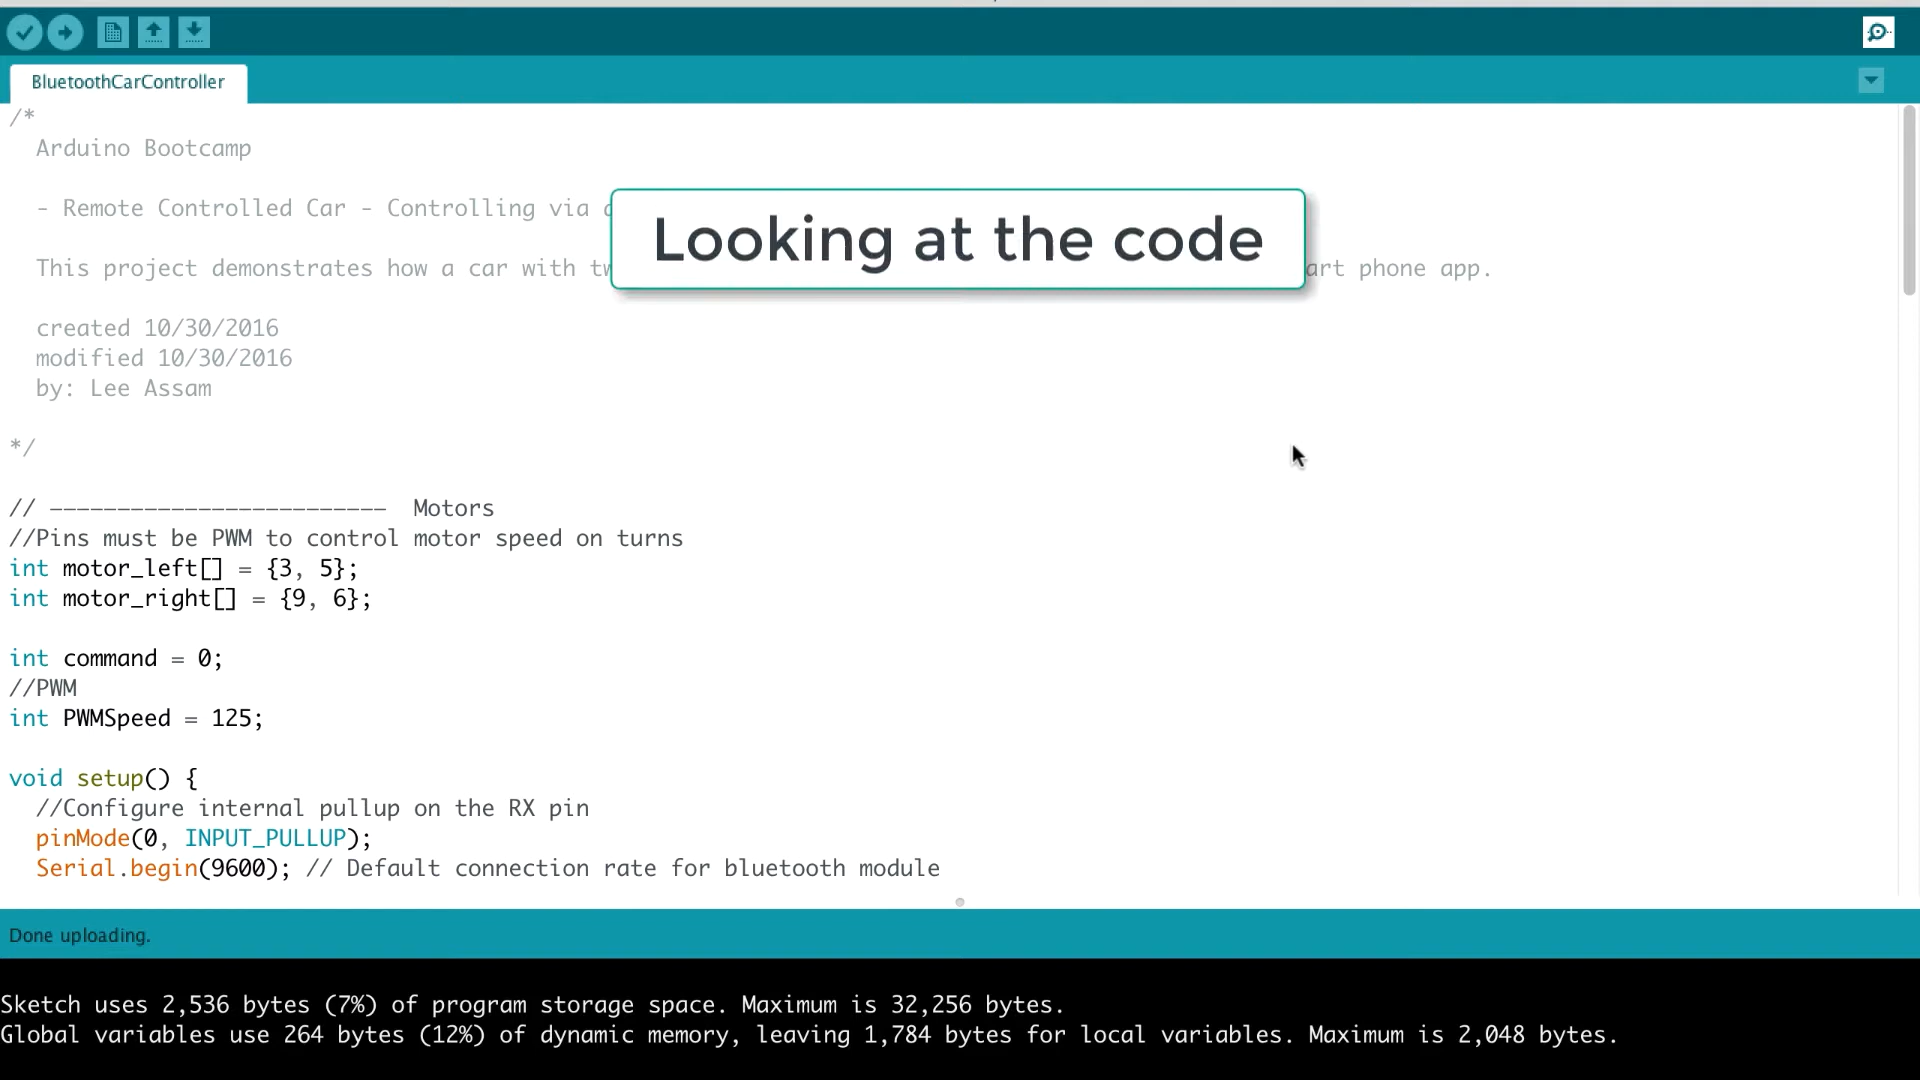 BluetoothCarController
/*
Arduino Bootcamp
- Remote Controlled Car - Controlling via
Looking at the code
This project demonstrates how a car with
phone app.
created 10/30/2016
modified 10/30/2016
by: Lee Assam
*/
// ------------------------- Motors
//Pins must be PWM to control motor speed on turns
int motor_left[] = {3, 5};
int motor_right[] = {9, 6};
int command = 0;
//PWM
int PWMSpeed = 125;
void setup() {
//Configure internal pullup on the RX pin
pinMode(0, INPUT_PULLUP);
Serial.begin(9600); // Default connection rate for bluetooth module
Done uploading.
Sketch uses 2,536 bytes (7%) of program storage space. Maximum is 32,256 bytes.
Global variables use 264 bytes (12%) of dynamic memory, leaving 1,784 bytes for local variables. Maximum is 2,048 bytes.